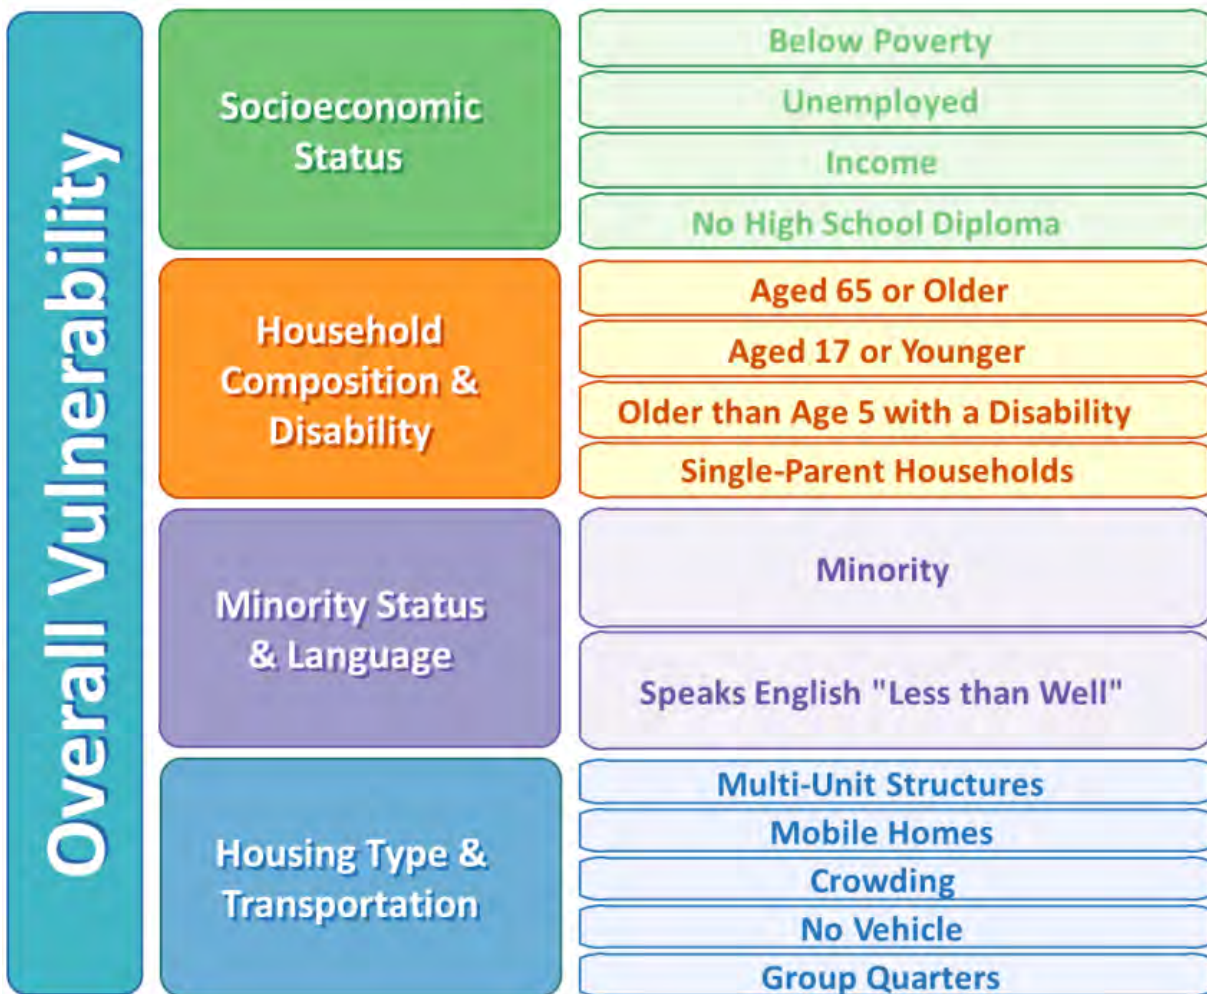 Overall Vulnerability
Socioeconomic
Status
Below Poverty
Unemployed
Income
No High School Diploma
Household
Composition &
Disability
Aged 65 or Older
Aged 17 or Younger
Older than Age 5 with a Disability
Single-Parent Households
Minority Status
& Language
Minority
Speaks English "Less than Well"
Housing Type &
Transportation
Multi-Unit Structures
Mobile Homes
Crowding
No Vehicle
Group Quarters